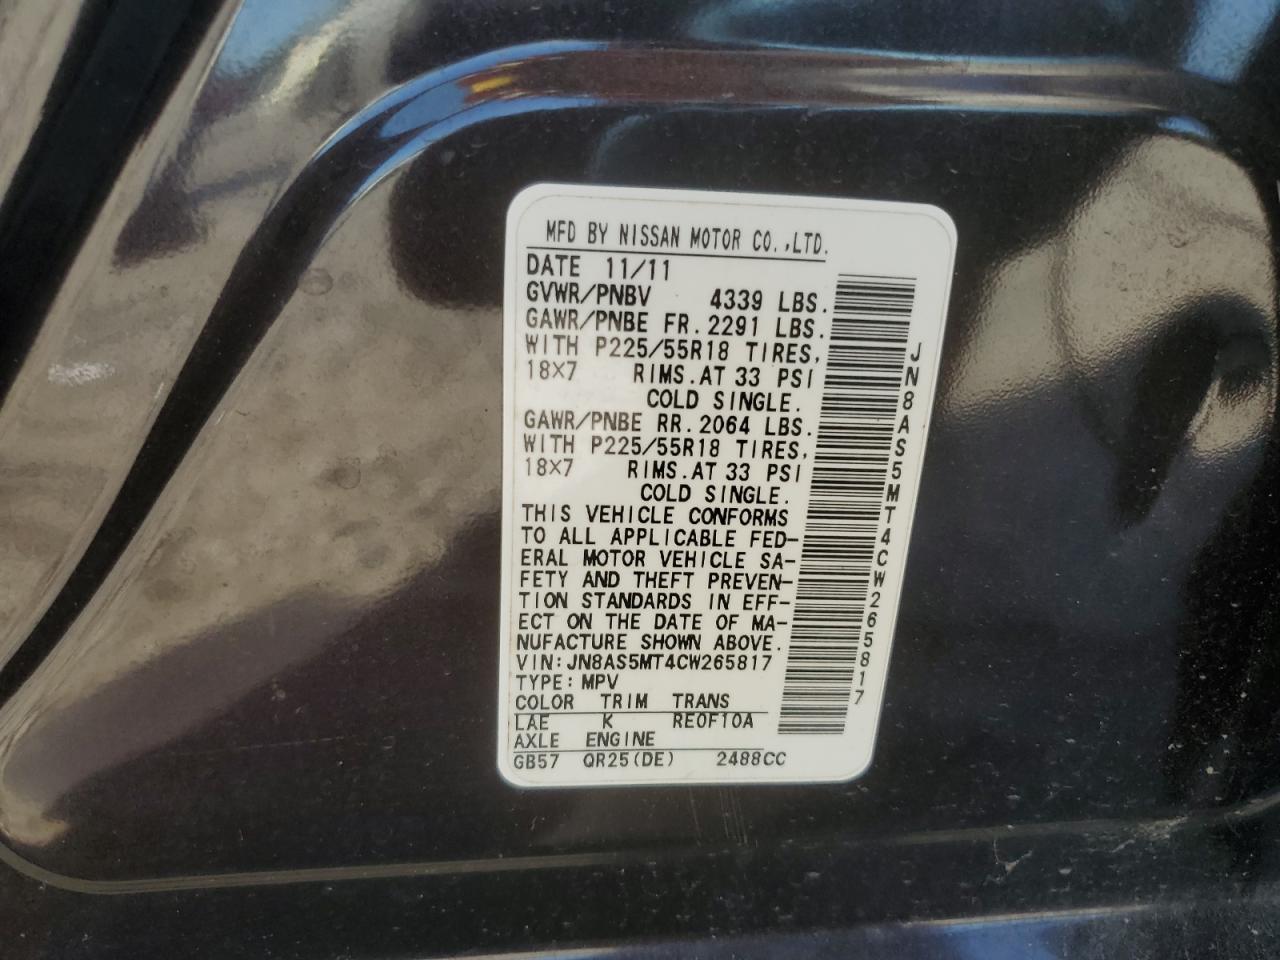 MFD BY NISSAN MOTOR CO.,LTD.
DATE 11/11
GVWR/PNBV 4339 LBS.
GAWR/PNBE FR.2291 LBS.
WITH P225/55R18 TIRES,
18×7 RIMS.AT 33 PSI
COLD SINGLE.
GAWR/PNBE RR.2064 LBS.
WITH P225/55R18 TIRES,
18×7 RIMS.AT 33 PSI
COLD SINGLE.
THIS VEHICLE CONFORMS
TO ALL APPLICABLE FED-
ERAL MOTOR VEHICLE SA-
FETY AND THEFT PREVEN-
TION STANDARDS IN EFF-
ECT ON THE DATE OF MA-
NUFACTURE SHOWN ABOVE.
VIN:JN8AS5MT4CW265817
TYPE:MPV
COLOR TRIM TRANS
LAE K RE0F10A
AXLE ENGINE
GB57 QR25(DE) 2488CC
JN8AS5MT4CW265817